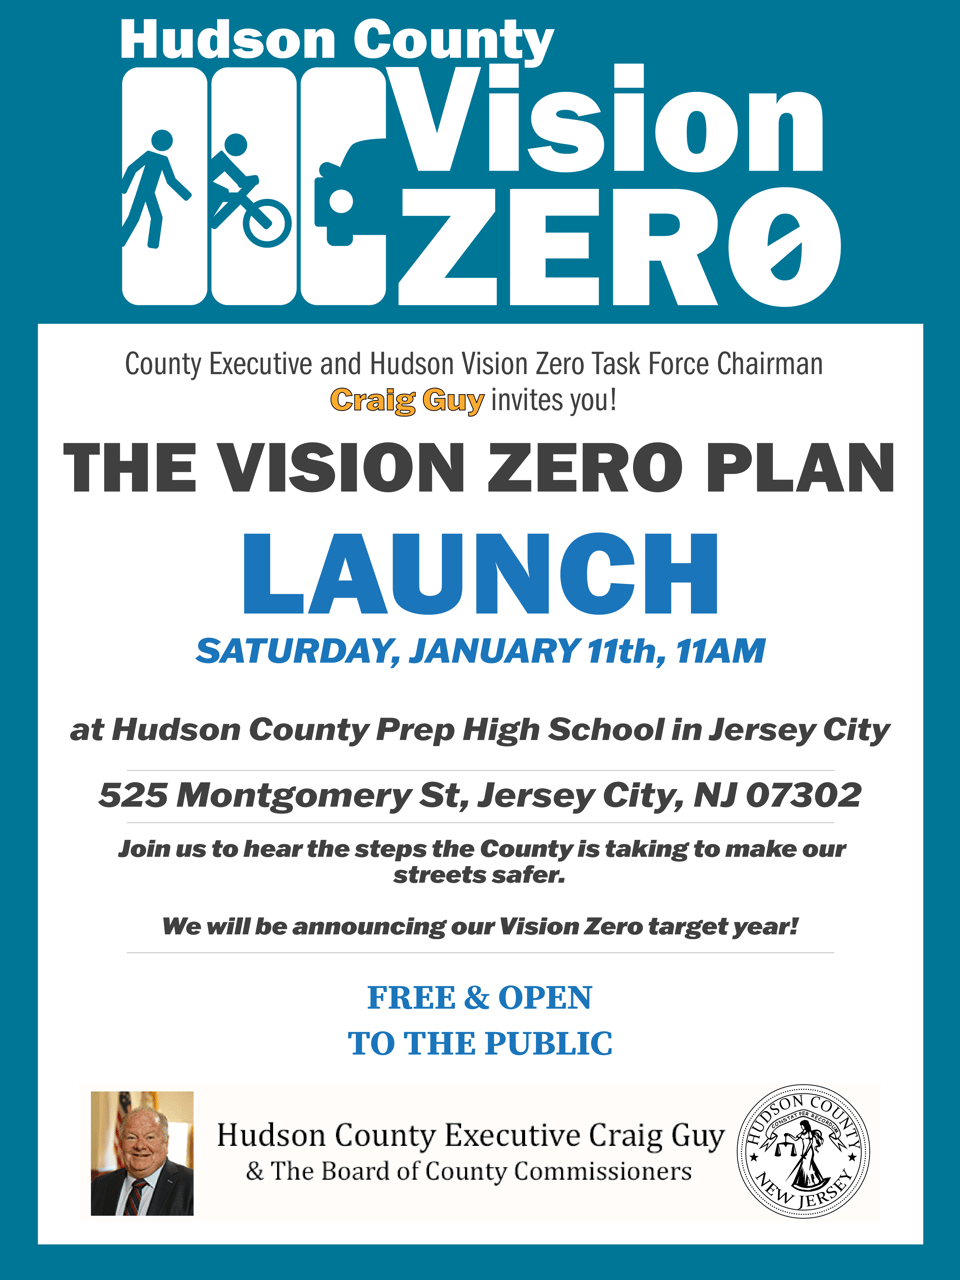 Hudson County
Vision
ZERO
County Executive and Hudson Vision Zero Task Force Chairman
Craig Guy invites you!
THE VISION ZERO PLAN
LAUNCH
SATURDAY, JANUARY 11th, 11AM
at Hudson County Prep High School in Jersey City
525 Montgomery St, Jersey City, NJ 07302
Join us to hear the steps the County is taking to make our
streets safer.
We will be announcing our Vision Zero target year!
FREE & OPEN
TO THE PUBLIC
Hudson County Executive Craig Guy
& The Board of County Commissioners
HUDSON COUNTY
NEW JERSEY